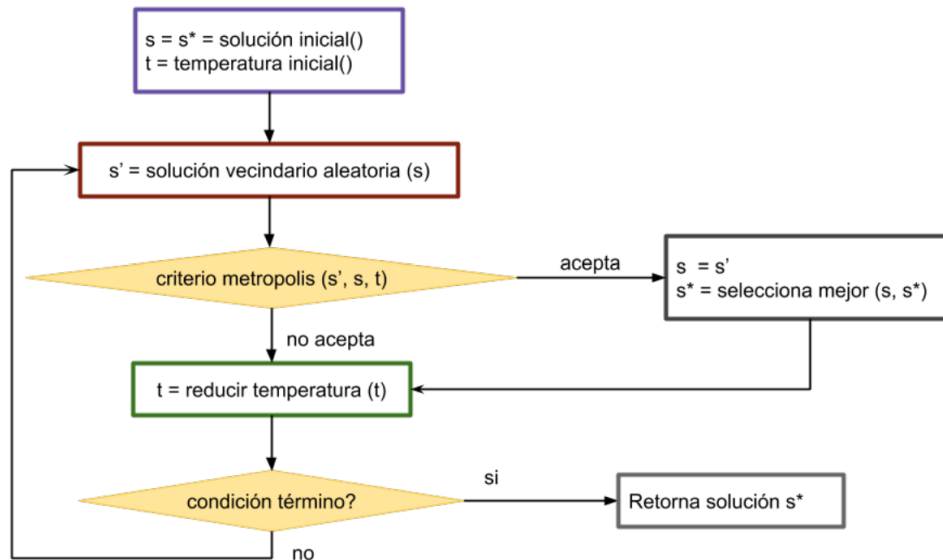 s = s* = solución inicial()
t = temperatura inicial()
s’ = solución vecindario aleatoria (s)
criterio metropolis (s’, s, t)
acepta
s = s’
s* = selecciona mejor (s, s*)
no acepta
t = reducir temperatura (t)
condición término?
si
Retorna solución s*
no